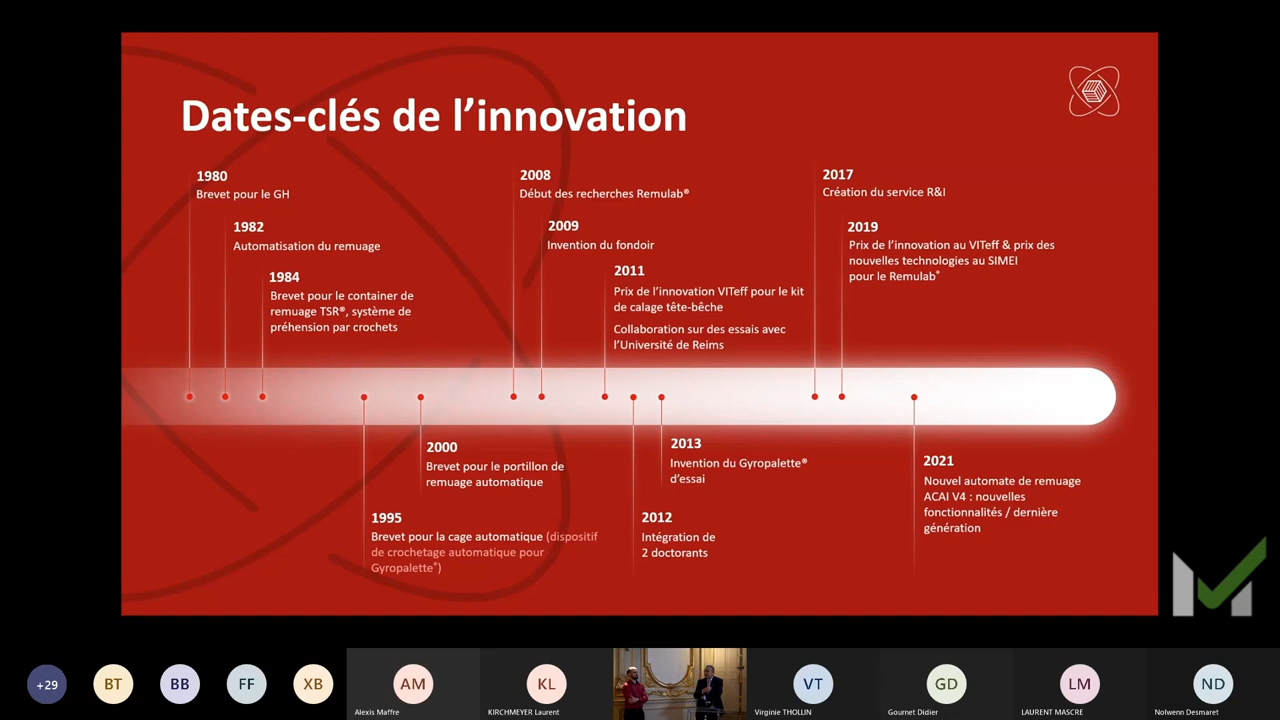 Dates-clés de l'innovation
1980
Brevet pour le GH
1982
Automatisation du remuage
1984
Brevet pour le container de
remuage TSR®, système de
préhension par crochets
1995
Brevet pour la cage automatique (dispositif
de crochetage automatique pour
Gyropalette®)
2000
Brevet pour le portillon de
remuage automatique
2008
Début des recherches Remulab®
2009
Invention du fondoir
2011
Prix de l'innovation VITeff pour le kit
de calage tête-bêche
Collaboration sur des essais avec
l'Université de Reims
2012
Intégration de
2 doctorants
2013
Invention du Gyropalette®
d'essai
2017
Création du service R&I
2019
Prix de l'innovation au VITeff & prix des
nouvelles technologies au SIMEI
pour le Remulab®
2021
Nouvel automate de remuage
ACAI V4 : nouvelles
fonctionnalités / dernière
génération
+29
BT
BB
FF
XB
AM
Alexis Maffre
KL
KIRCHMEYER Laurent
VT
Virginie THOLLIN
GD
Gournet Didier
LM
LAURENT MASCRE
ND
Nolwenn Desmaret